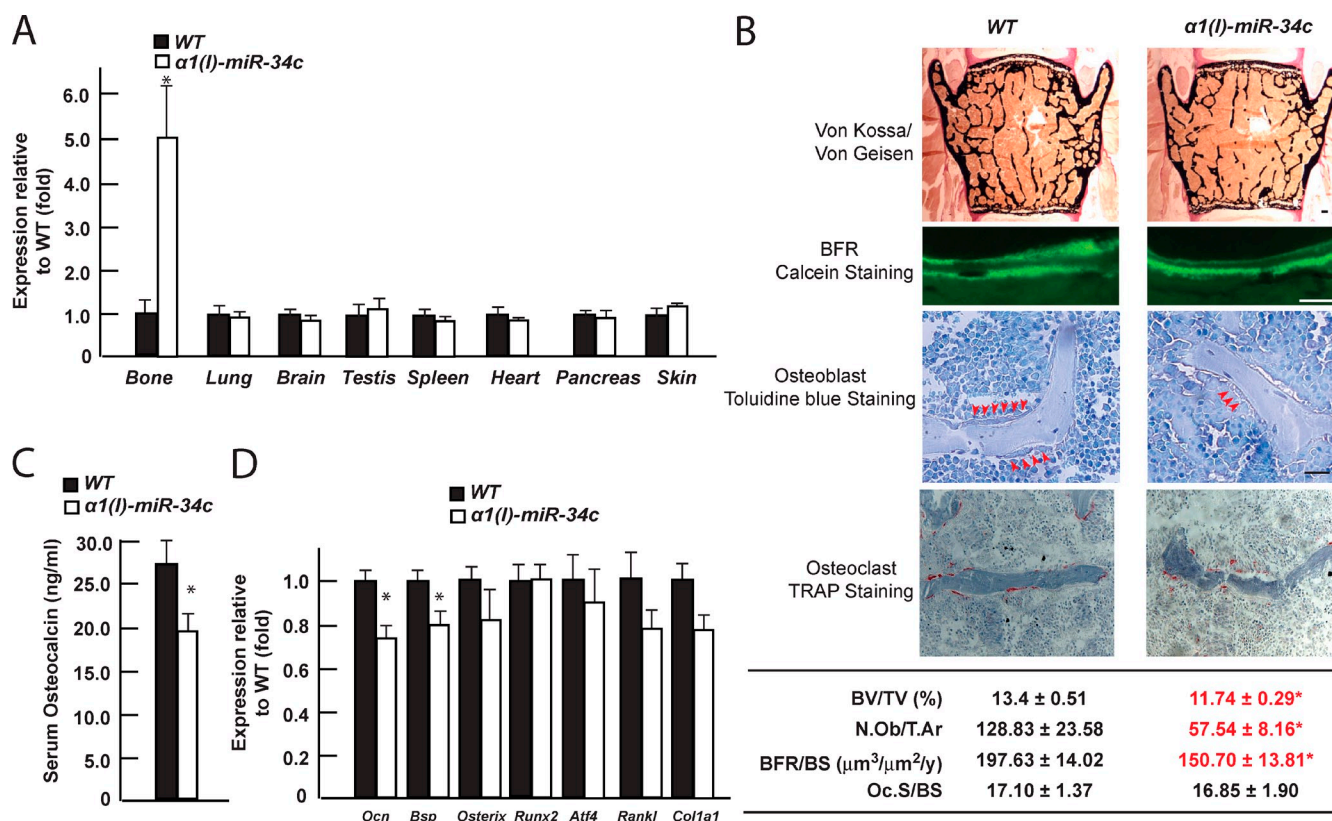 A
WT
α1(I)-miR-34c
Expression relative
to WT (fold)
6.0
5.0
4.0
3.0
2.0
1.0
0
*
Bone Lung Brain Testis Spleen Heart Pancreas Skin
B
WT α1(I)-miR-34c
Von Kossa/
Von Geisen
BFR
Calcein Staining
Osteoblast
Toluidine blue Staining
Osteoclast
TRAP Staining
BV/TV (%) 13.4 ± 0.51 11.74 ± 0.29*
N.Ob/T.Ar 128.83 ± 23.58 57.54 ± 8.16*
BFR/BS (μm³/μm²/y) 197.63 ± 14.02 150.70 ± 13.81*
Oc.S/BS 17.10 ± 1.37 16.85 ± 1.90
C
WT
α1(I)-miR-34c
Serum Osteocalcin (ng/ml)
30.0
25.0
20.0
15.0
10.0
5.0
0
*
D
WT
α1(I)-miR-34c
Expression relative
to WT (fold)
1.0
0.8
0.6
0.4
0.2
0
* *
Ocn Bsp Osterix Runx2 Atf4 Rankl Col1a1